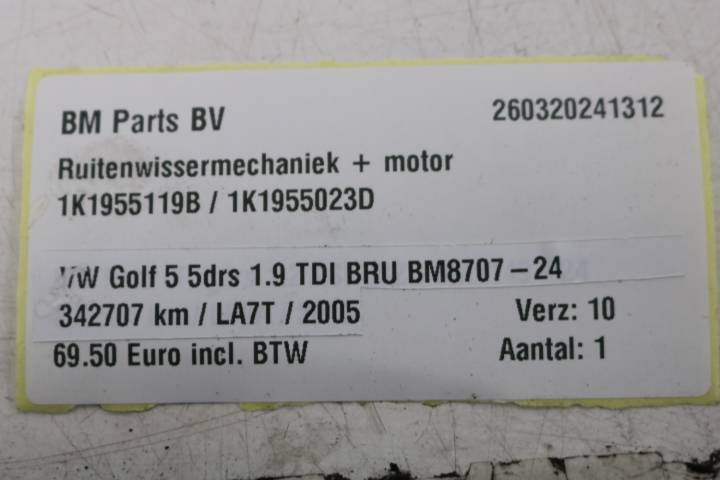 BM Parts BV 260320241312
Ruitenwissermechaniek + motor
1K1955119B / 1K1955023D
VW Golf 5 5drs 1.9 TDI BRU BM8707-24
342707 km / LA7T / 2005 Verz: 10
69.50 Euro incl. BTW Aantal: 1